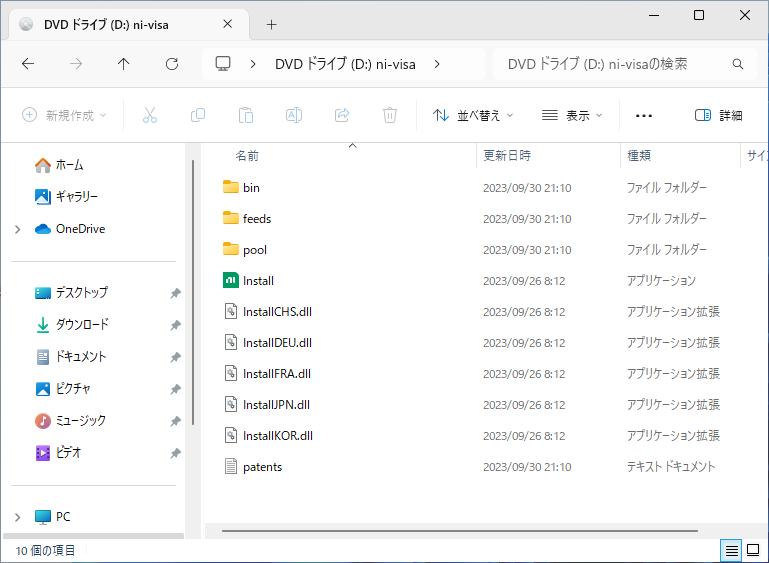 DVD ドライブ (D:) ni-visa
DVD ドライブ (D:) ni-visa
DVD ドライブ (D:) ni-visaの検索
新規作成
並べ替え
表示
詳細
ホーム
ギャラリー
OneDrive
デスクトップ
ダウンロード
ドキュメント
ピクチャ
ミュージック
ビデオ
PC
名前 更新日時 種類 サイ
bin 2023/09/30 21:10 ファイル フォルダー
feeds 2023/09/30 21:10 ファイル フォルダー
pool 2023/09/30 21:10 ファイル フォルダー
Install 2023/09/26 8:12 アプリケーション
InstallCHS.dll 2023/09/26 8:12 アプリケーション拡張
InstallDEU.dll 2023/09/26 8:12 アプリケーション拡張
InstallFRA.dll 2023/09/26 8:12 アプリケーション拡張
InstallJPN.dll 2023/09/26 8:12 アプリケーション拡張
InstallKOR.dll 2023/09/26 8:12 アプリケーション拡張
patents 2023/09/30 21:10 テキスト ドキュメント
10 個の項目